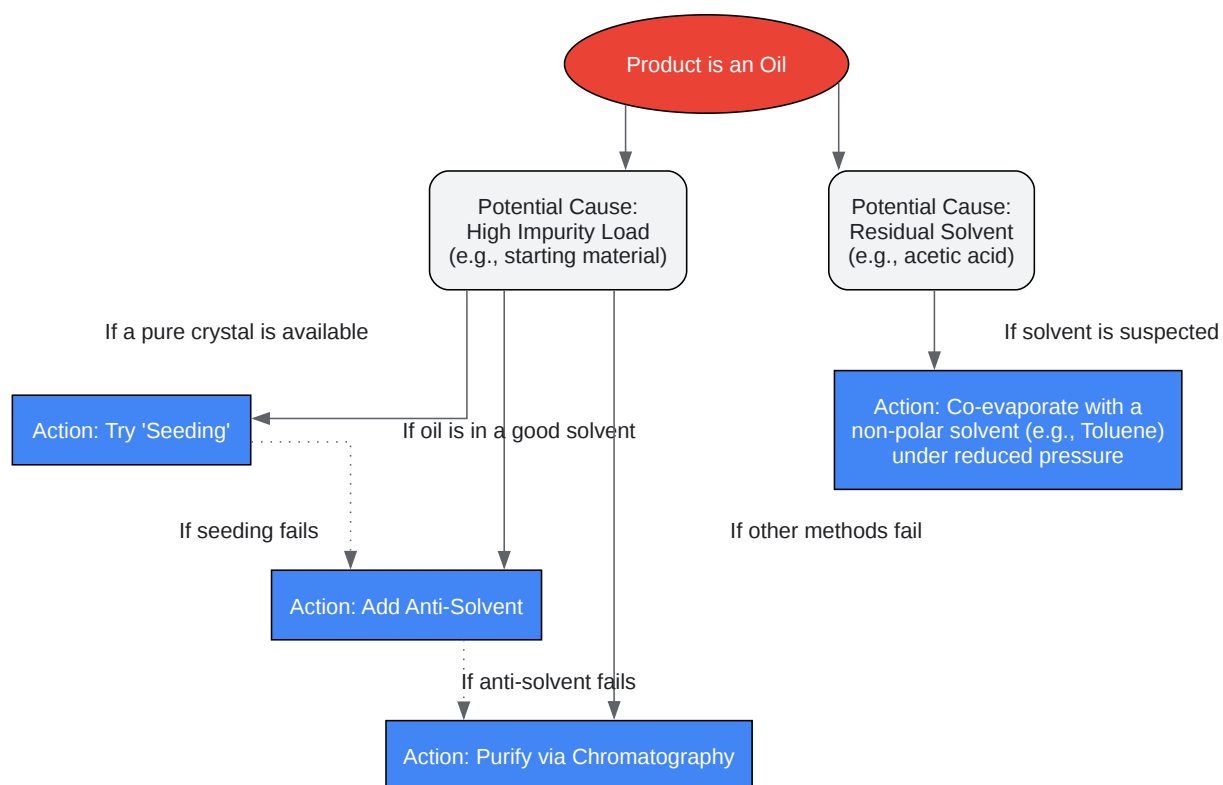 Product is an Oil
Potential Cause:
High Impurity Load
(e.g., starting material)
Potential Cause:
Residual Solvent
(e.g., acetic acid)
If a pure crystal is available
If solvent is suspected
Action: Try 'Seeding'
If oil is in a good solvent
Action: Co-evaporate with a
non-polar solvent (e.g., Toluene)
under reduced pressure
If seeding fails
If other methods fail
Action: Add Anti-Solvent
If anti-solvent fails
Action: Purify via Chromatography